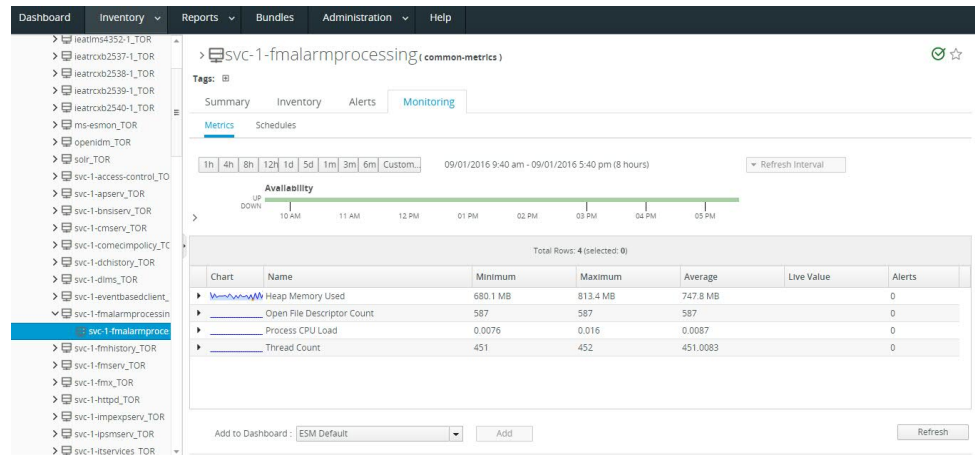 Dashboard Inventory Reports Bundles Administration Help
ieatlms4352-1_TOR
ieatrcxb2537-1_TOR
ieatrcxb2538-1_TOR
ieatrcxb2539-1_TOR
ieatrcxb2540-1_TOR
ms-esmon_TOR
openidm_TOR
solr_TOR
svc-1-access-control_TO
svc-1-apserv_TOR
svc-1-bnsiserv_TOR
svc-1-cmserv_TOR
svc-1-comecimpolicy_TC
svc-1-dchistory_TOR
svc-1-dlms_TOR
svc-1-eventbasedclient_
svc-1-fmalarmprocessin
svc-1-fmalarmproce
svc-1-fmhistory_TOR
svc-1-fmserv_TOR
svc-1-fmx_TOR
svc-1-httpd_TOR
svc-1-impexpserv_TOR
svc-1-ipsmserv_TOR
svc-1-itservices_TOR
svc-1-fmalarmprocessing ( common-metrics )
Tags:
Summary Inventory Alerts Monitoring
Metrics Schedules
1h 4h 8h 12h 1d 5d 1m 3m 6m Custom... 09/01/2016 9:40 am - 09/01/2016 5:40 pm (8 hours) Refresh Interval
Availability
UP
DOWN
10 AM 11 AM 12 PM 01 PM 02 PM 03 PM 04 PM 05 PM
Total Rows: 4 (selected: 0)
Chart Name Minimum Maximum Average Live Value Alerts
Heap Memory Used 680.1 MB 813.4 MB 747.8 MB 0
Open File Descriptor Count 587 587 587 0
Process CPU Load 0.0076 0.016 0.0087 0
Thread Count 451 452 451.0083 0
Add to Dashboard : ESM Default Add Refresh